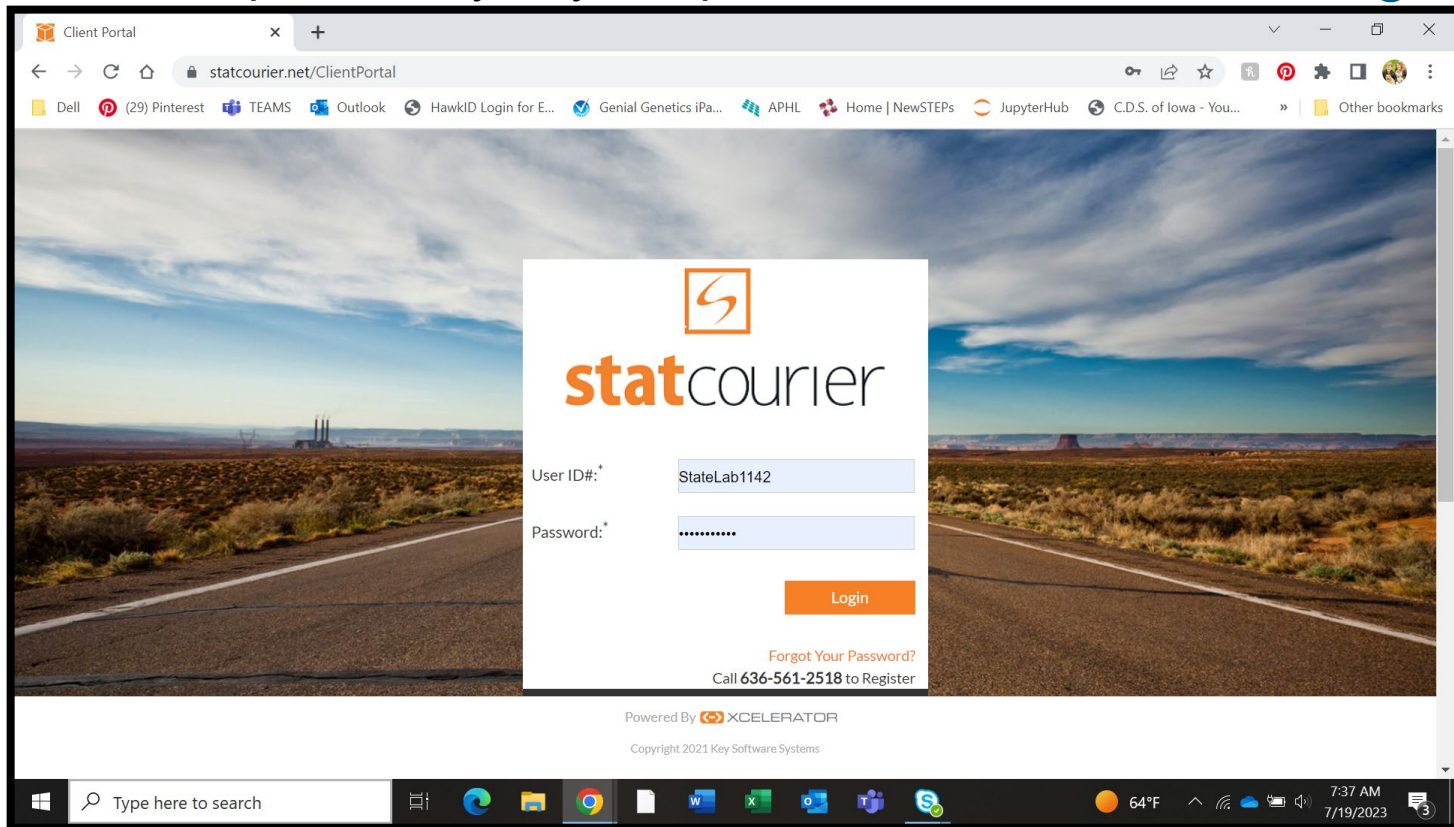 Client Portal
statcourier.net/ClientPortal
Dell (29) Pinterest TEAMS Outlook HawkID Login for E... Genial Genetics iPa... APHL Home | NewSTEPs JupyterHub C.D.S. of Iowa - You... » Other bookmarks
statcourier
User ID#:* StateLab1142
Password:* •••••••••••
Login
Forgot Your Password?
Call 636-561-2518 to Register
Powered By XCELERATOR
Copyright 2021 Key Software Systems
Type here to search
64°F
7:37 AM
7/19/2023
3